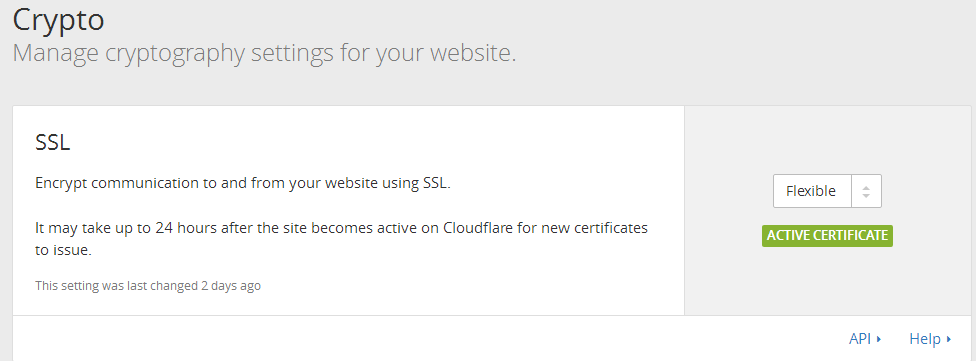 Crypto
Manage cryptography settings for your website.
SSL
Encrypt communication to and from your website using SSL.
It may take up to 24 hours after the site becomes active on Cloudflare for new certificates
to issue.
This setting was last changed 2 days ago
Flexible
ACTIVE CERTIFICATE
API
Help